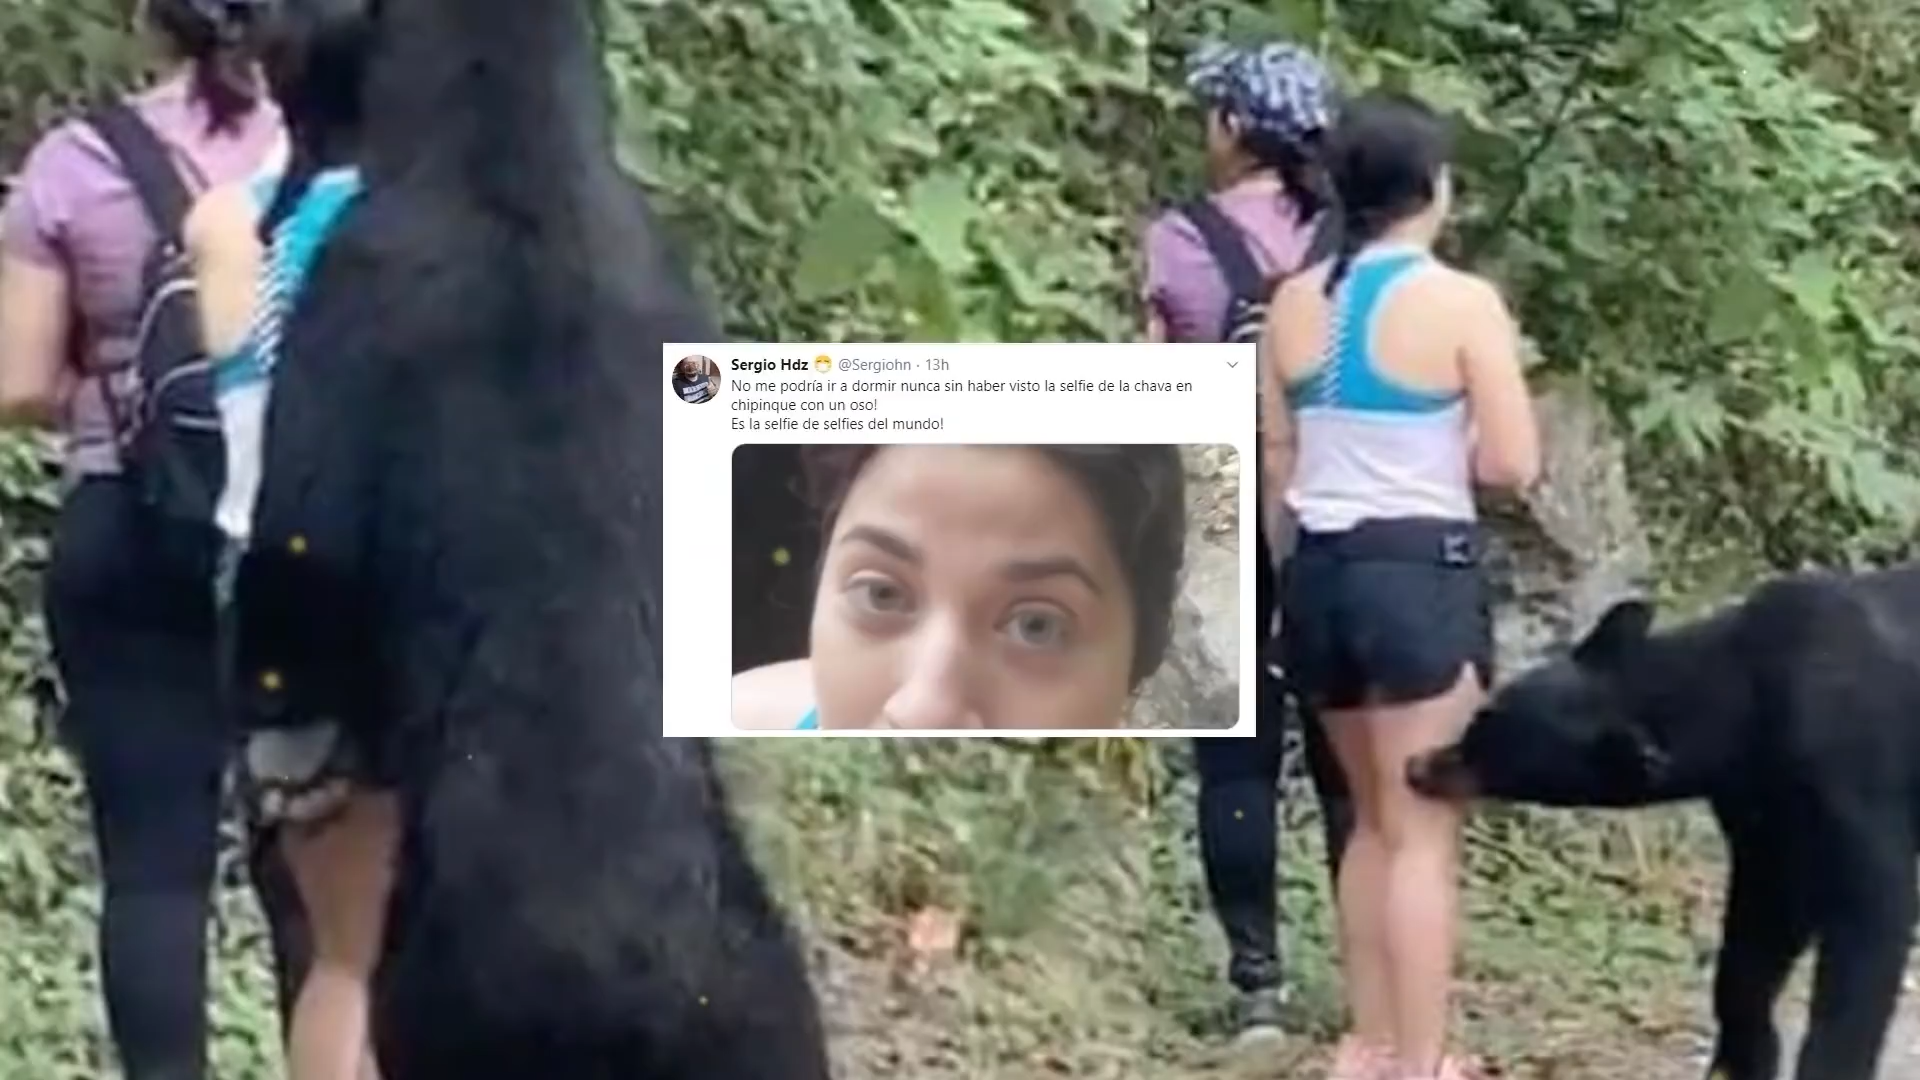 Sergio Hdz 😷 @Sergiohn · 13h
No me podría ir a dormir nunca sin haber visto la selfie de la chava en
chipinque con un oso!
Es la selfie de selfies del mundo!